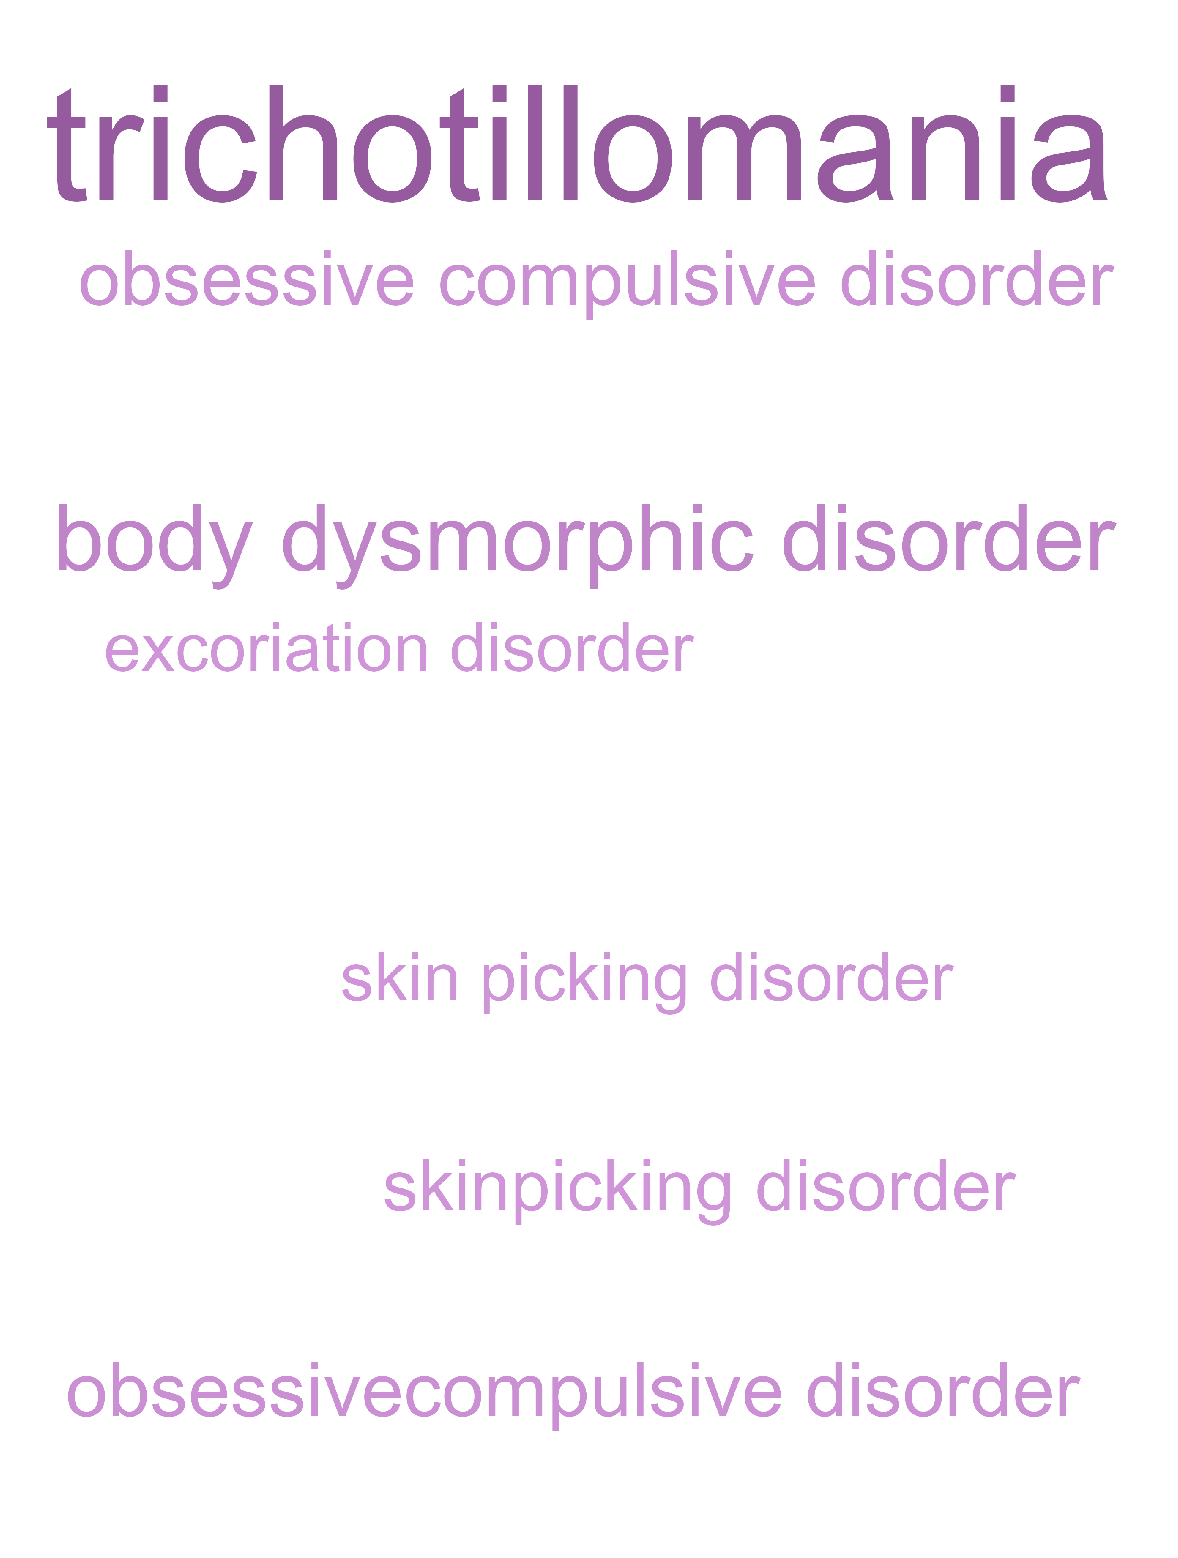 trichotillomania
obsessive compulsive disorder
body dysmorphic disorder
excoriation disorder
skin picking disorder
skinpicking disorder
obsessivecompulsive disorder